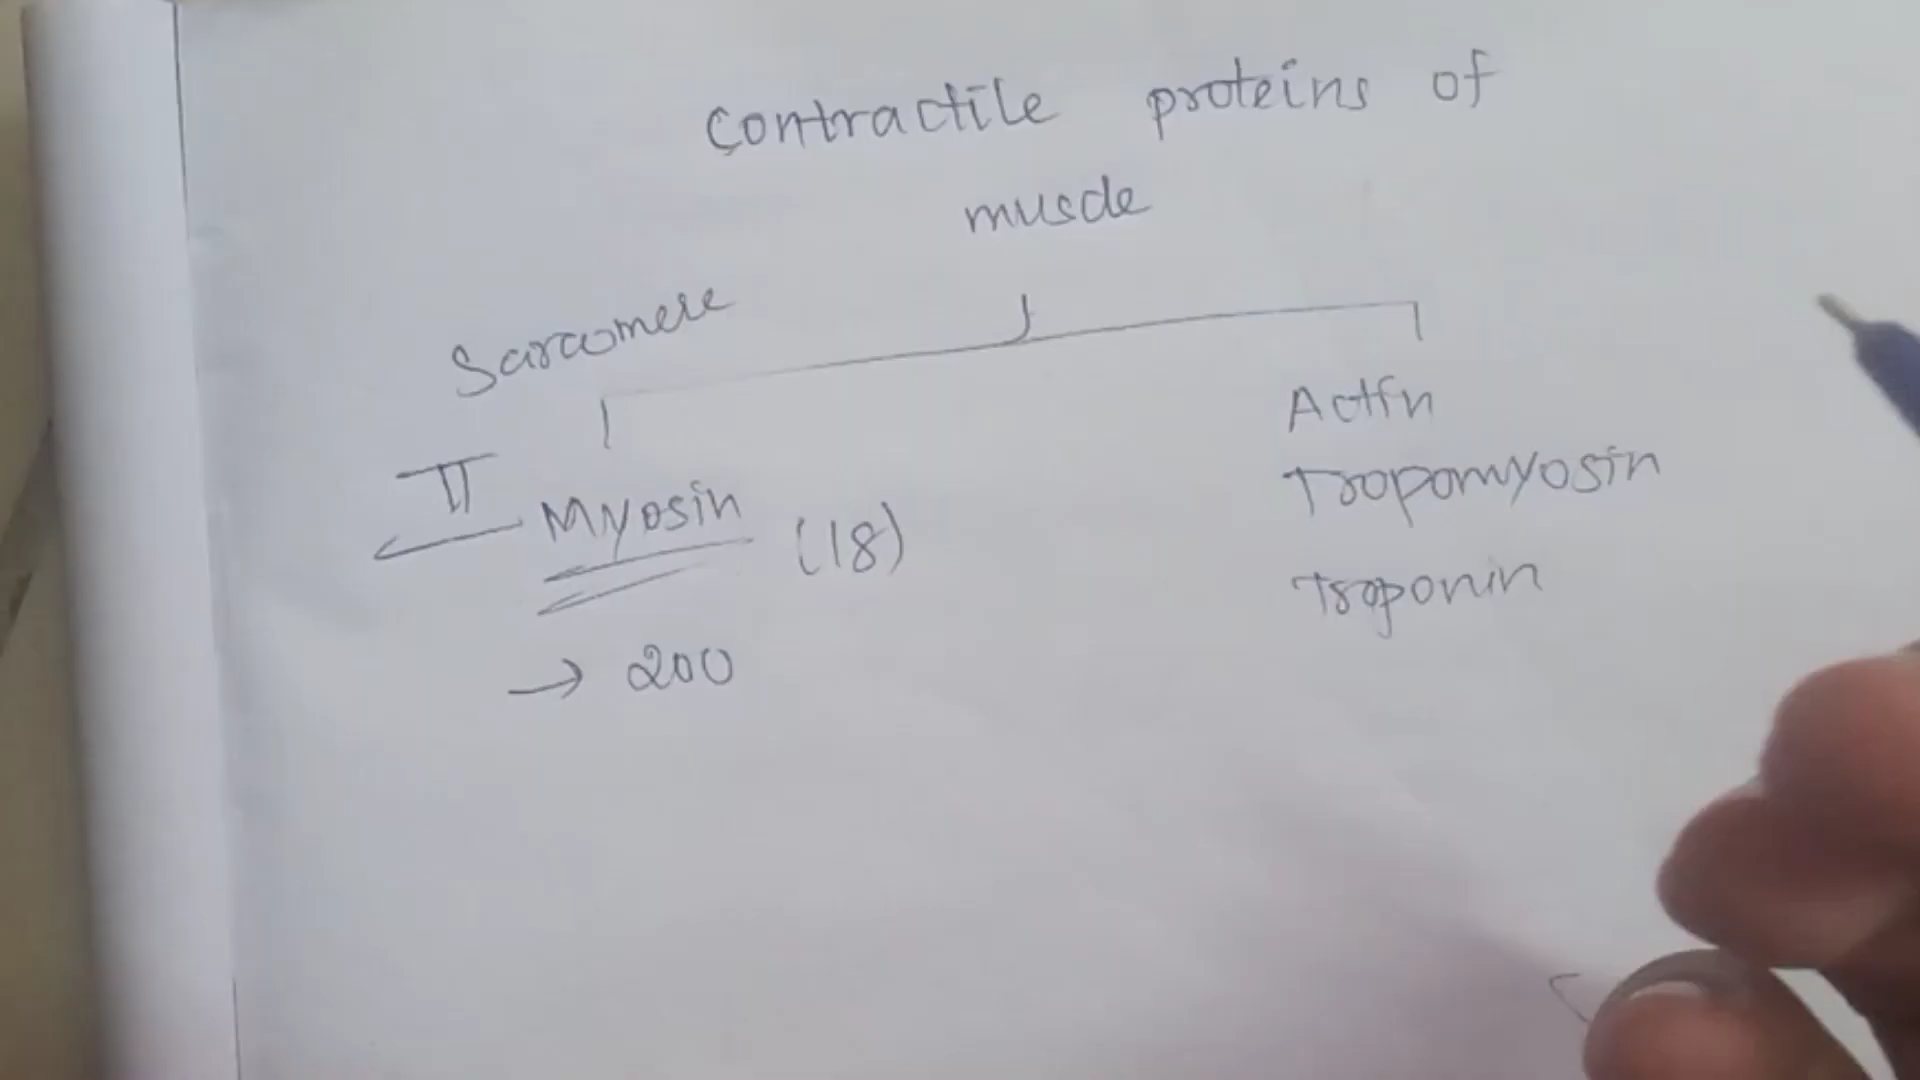 Contractile proteins of
muscle
Sarcomere
II Myosin (18)
→ 200
Actin
Tropomyosin
Troponin